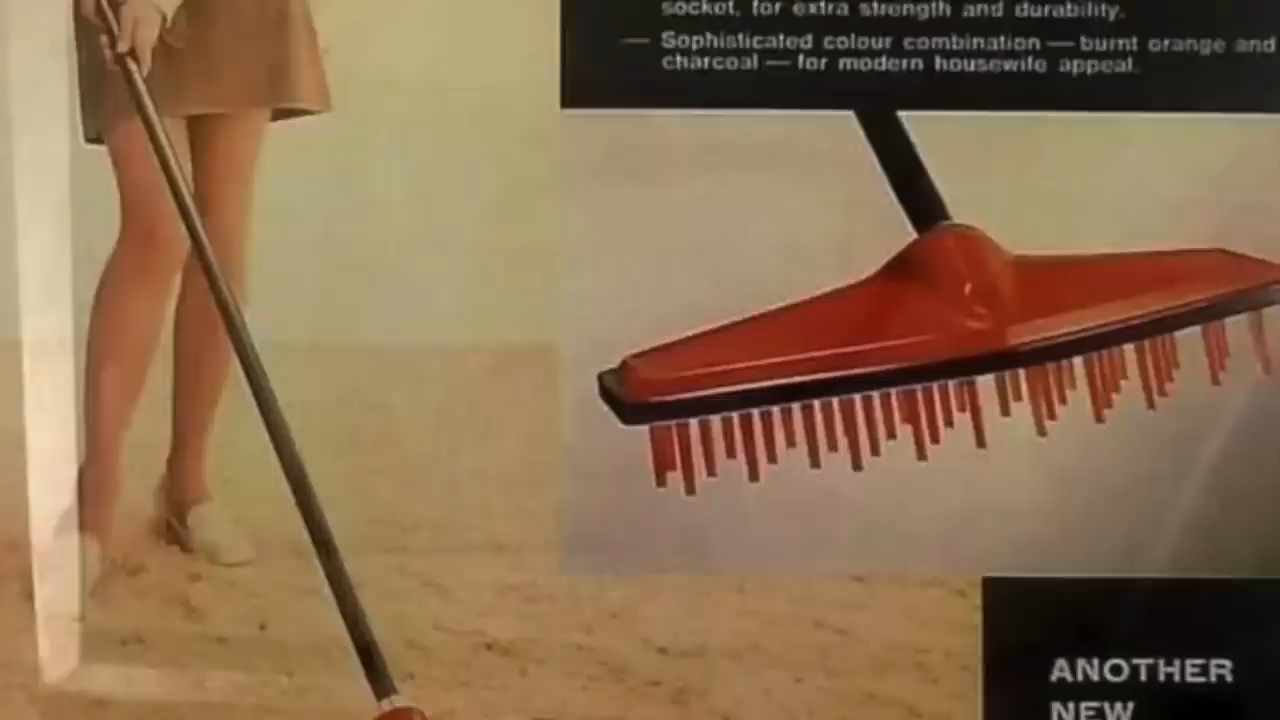 socket, for extra strength and durability.
— Sophisticated colour combination — burnt orange and
charcoal — for modern housewife appeal.
ANOTHER
NEW